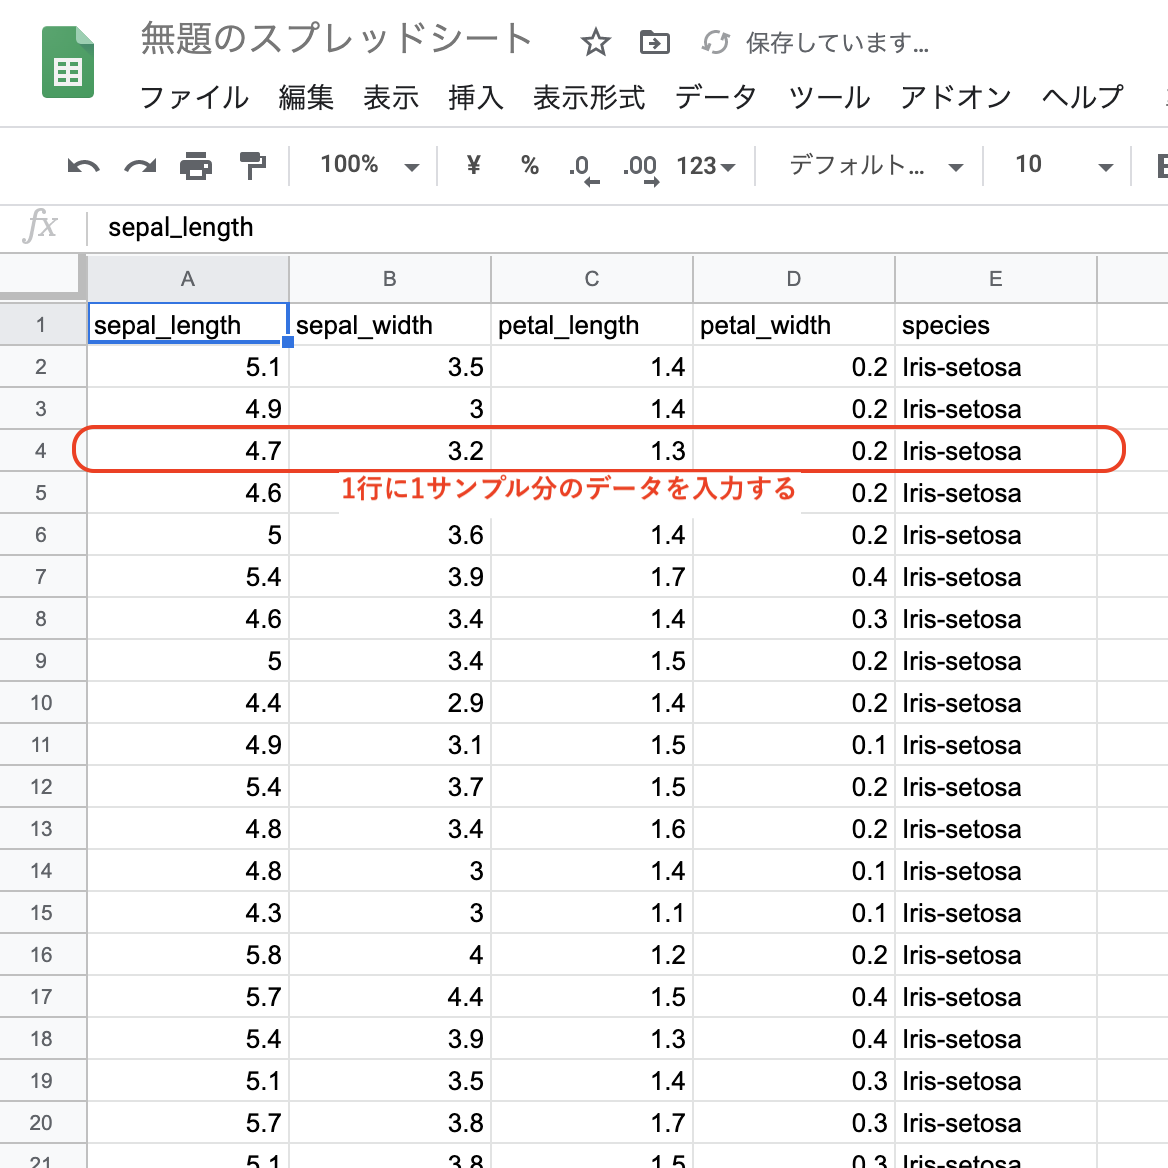 無題のスプレッドシート 保存しています…
ファイル 編集 表示 挿入 表示形式 データ ツール アドオン ヘルプ
100% ¥ % .0 .00 123 デフォルト... 10
fx sepal_length
A B C D E
1 sepal_length sepal_width petal_length petal_width species
2 5.1 3.5 1.4 0.2 Iris-setosa
3 4.9 3 1.4 0.2 Iris-setosa
4 4.7 3.2 1.3 0.2 Iris-setosa
1行に1サンプル分のデータを入力する
5 4.6 0.2 Iris-setosa
6 5 3.6 1.4 0.2 Iris-setosa
7 5.4 3.9 1.7 0.4 Iris-setosa
8 4.6 3.4 1.4 0.3 Iris-setosa
9 5 3.4 1.5 0.2 Iris-setosa
10 4.4 2.9 1.4 0.2 Iris-setosa
11 4.9 3.1 1.5 0.1 Iris-setosa
12 5.4 3.7 1.5 0.2 Iris-setosa
13 4.8 3.4 1.6 0.2 Iris-setosa
14 4.8 3 1.4 0.1 Iris-setosa
15 4.3 3 1.1 0.1 Iris-setosa
16 5.8 4 1.2 0.2 Iris-setosa
17 5.7 4.4 1.5 0.4 Iris-setosa
18 5.4 3.9 1.3 0.4 Iris-setosa
19 5.1 3.5 1.4 0.3 Iris-setosa
20 5.7 3.8 1.7 0.3 Iris-setosa
21 5.1 3.8 1.5 0.3 Iris-setosa